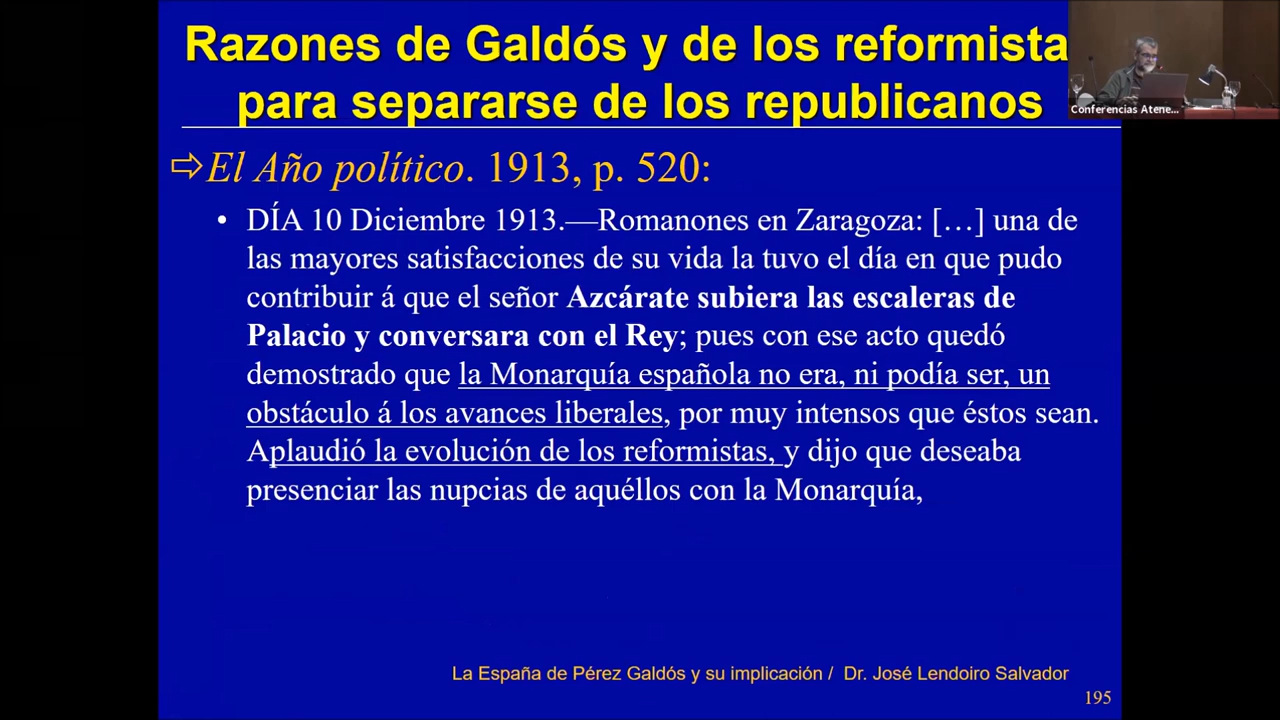 Razones de Galdós y de los reformista
para separarse de los republicanos
Conferencias Atene...
⇨El Año político. 1913, p. 520:
• DÍA 10 Diciembre 1913.—Romanones en Zaragoza: […] una de
las mayores satisfacciones de su vida la tuvo el día en que pudo
contribuir á que el señor Azcárate subiera las escaleras de
Palacio y conversara con el Rey; pues con ese acto quedó
demostrado que la Monarquía española no era, ni podía ser, un
obstáculo á los avances liberales, por muy intensos que éstos sean.
Aplaudió la evolución de los reformistas, y dijo que deseaba
presenciar las nupcias de aquéllos con la Monarquía,
La España de Pérez Galdós y su implicación / Dr. José Lendoiro Salvador
195